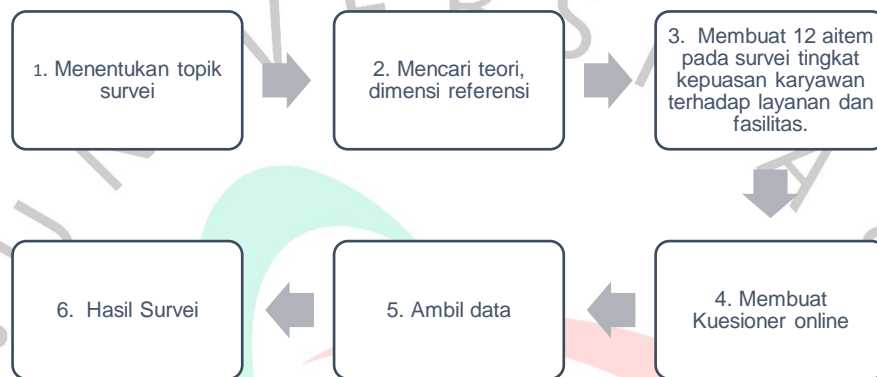 1. Menentukan topik
survei
2. Mencari teori,
dimensi referensi
3. Membuat 12 aitem
pada survei tingkat
kepuasan karyawan
terhadap layanan dan
fasilitas.
4. Membuat
Kuesioner online
5. Ambil data
6. Hasil Survei